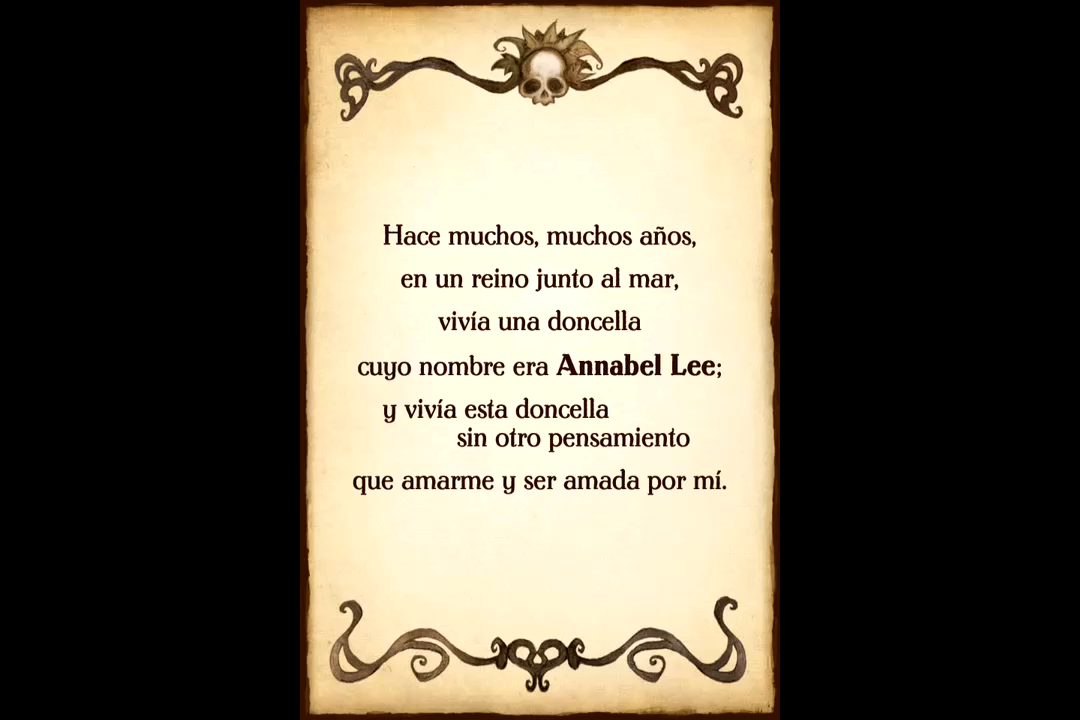 Hace muchos, muchos años,
en un reino junto al mar,
vivía una doncella
cuyo nombre era Annabel Lee;
y vivía esta doncella
sin otro pensamiento
que amarme y ser amada por mí.